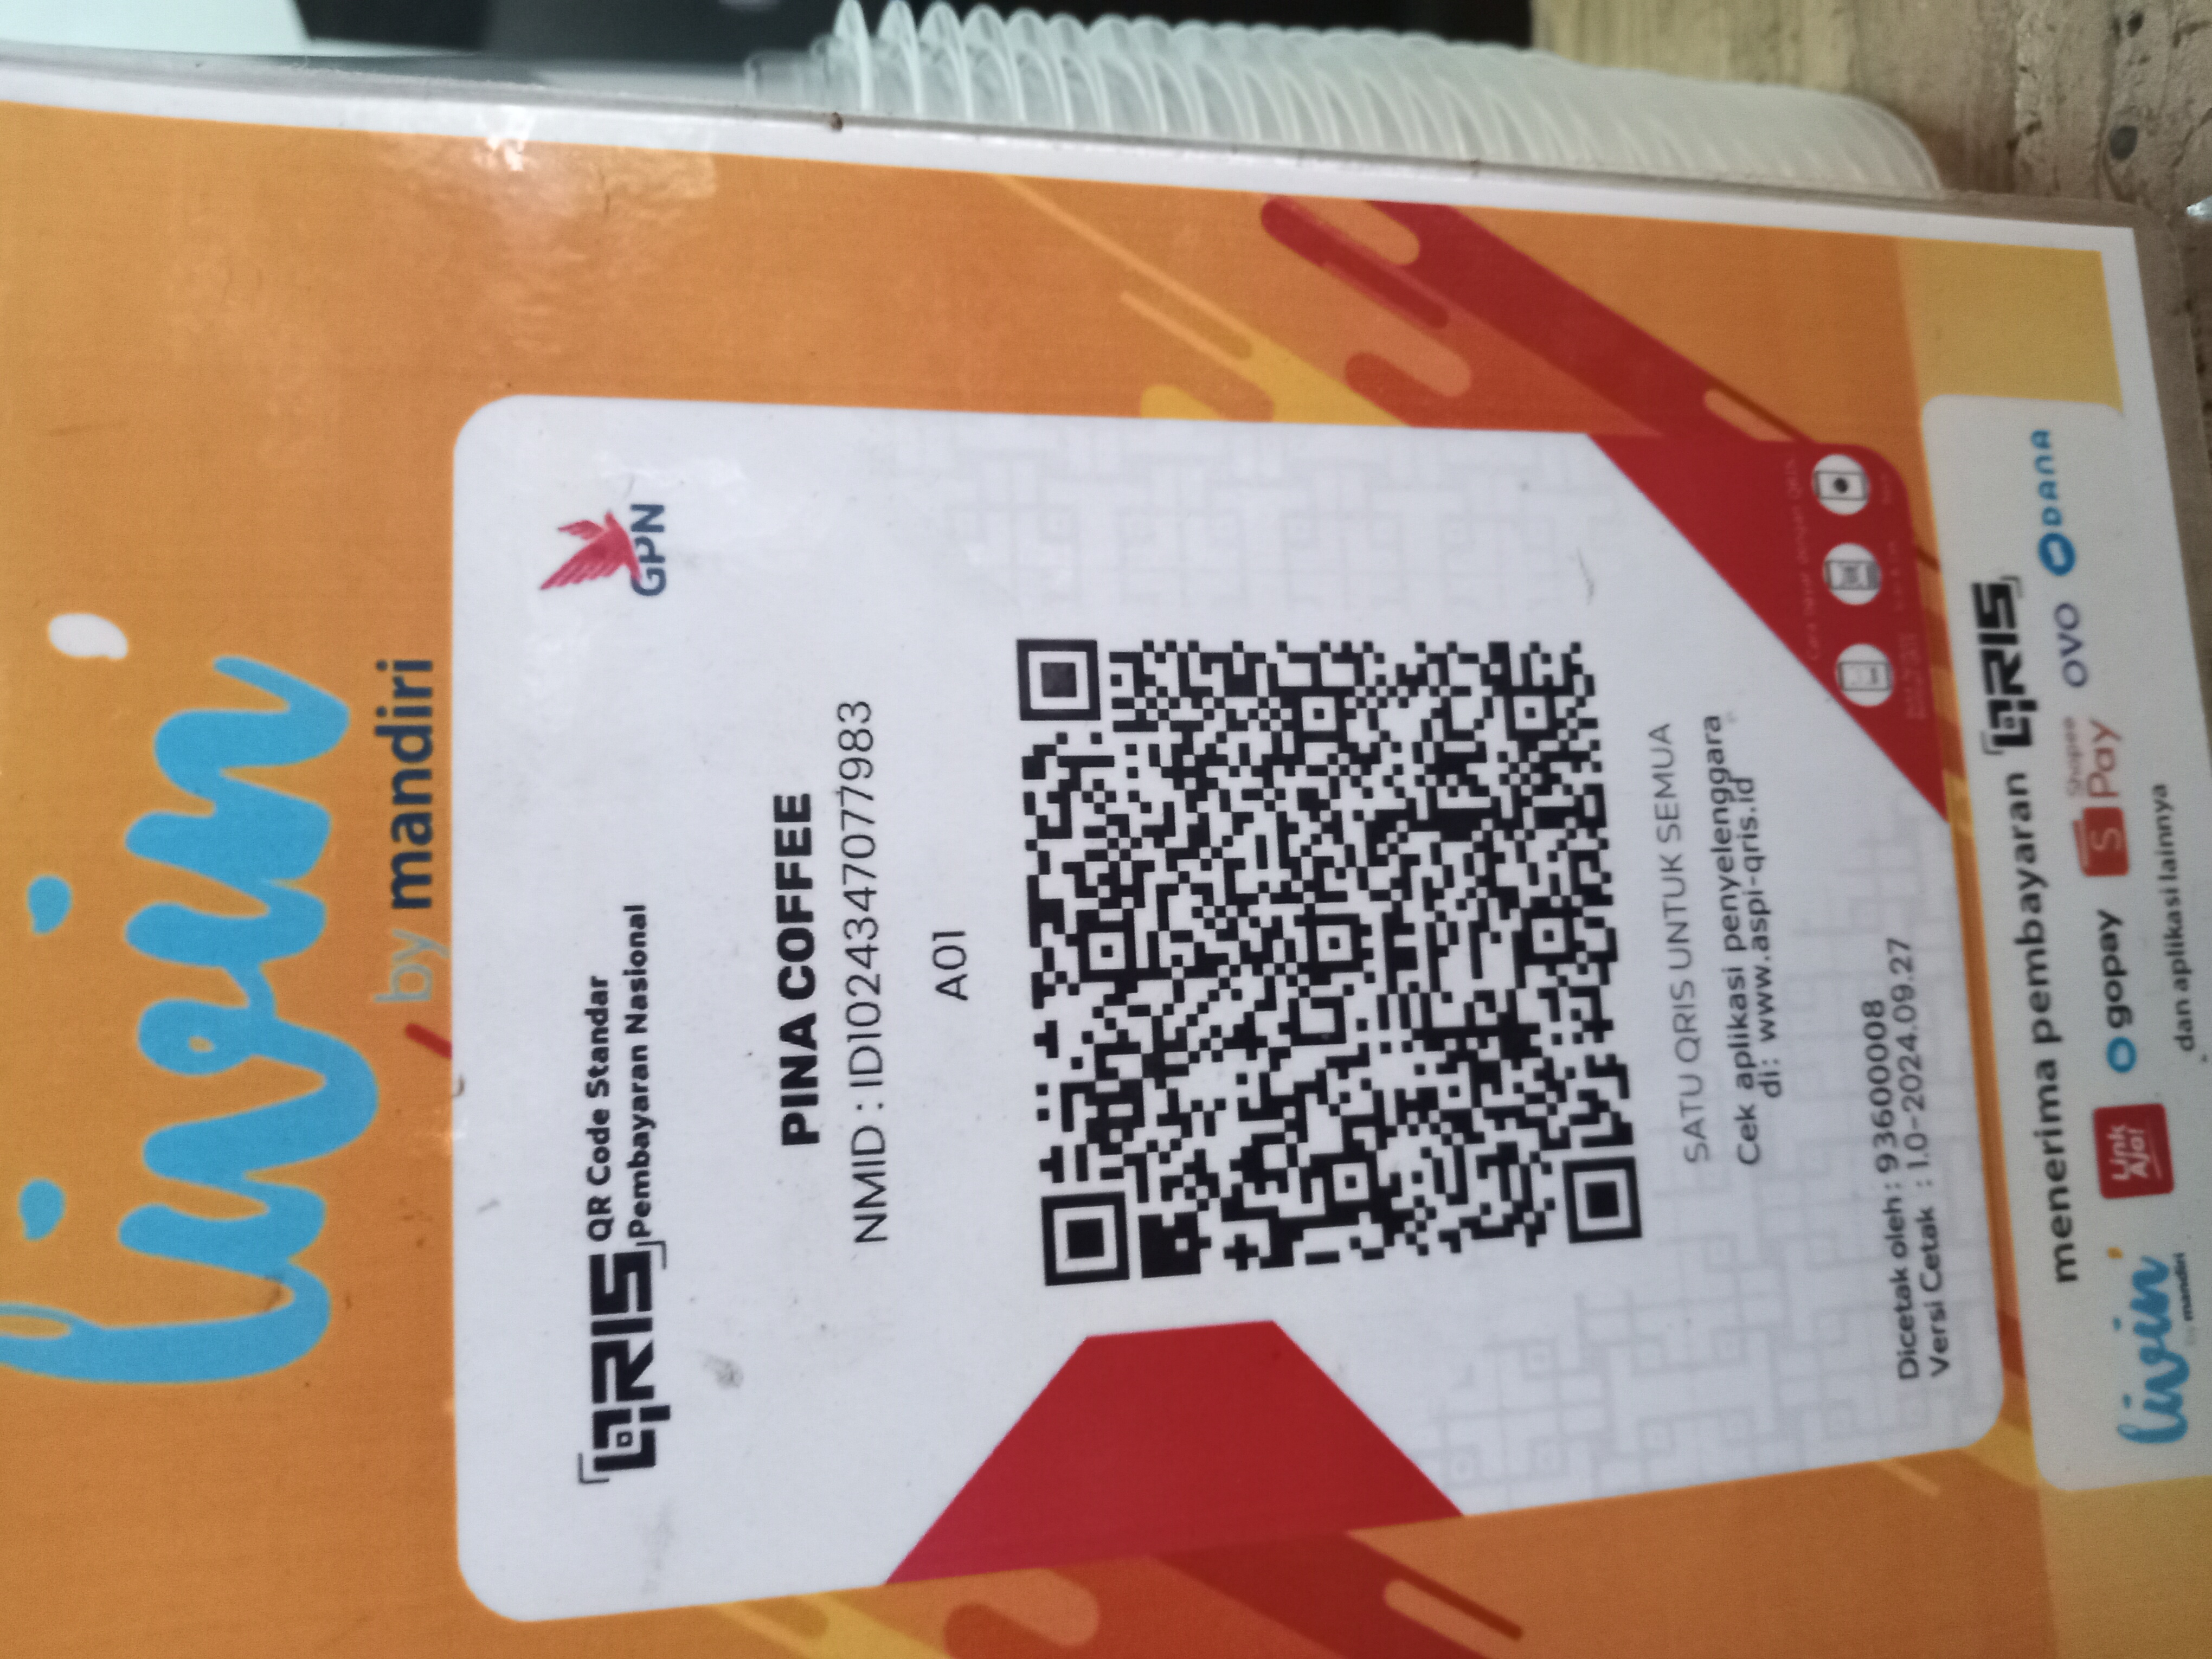 livin'
by mandiri
QRIS QR Code Standar
Pembayaran Nasional
GPN
PINA COFFEE
NMID : ID1024347077983
A01
SATU QRIS UNTUK SEMUA
Cek aplikasi penyelenggara
di: www.aspi-qris.id
Cara bayar dengan QRIS
Dicetak oleh : 93600008
Versi Cetak : 1.0-2024.09.27
menerima pembayaran QRIS
livin' by mandiri
Link Aja!
gopay
Shopee Pay
OVO
DANA
dan aplikasi lainnya